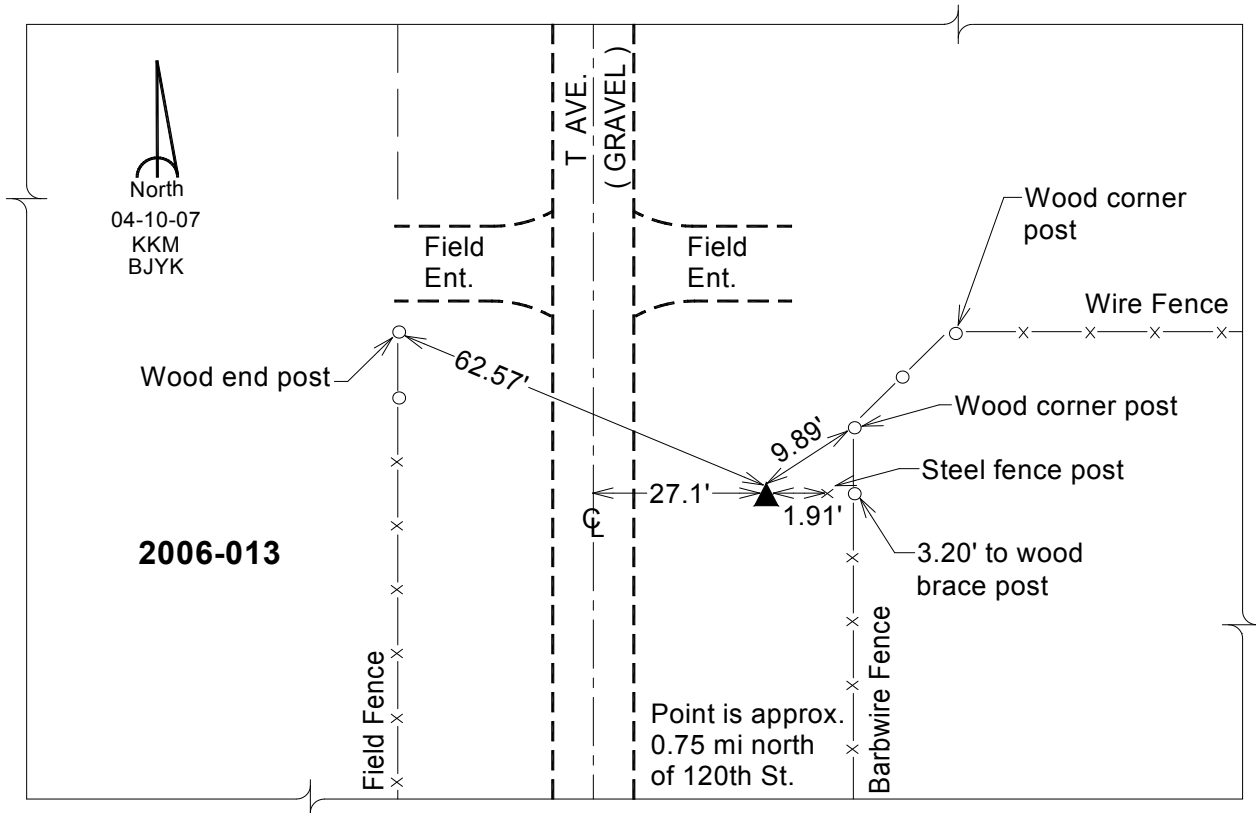 T AVE.
( GRAVEL )
North
04-10-07
KKM
BJYK
Field
Ent.
Field
Ent.
Wood corner
post
Wire Fence
Wood end post
62.57'
Wood corner post
9.89'
Steel fence post
27.1'
1.91'
CL
2006-013
3.20' to wood
brace post
Field Fence
Barbwire Fence
Point is approx.
0.75 mi north
of 120th St.